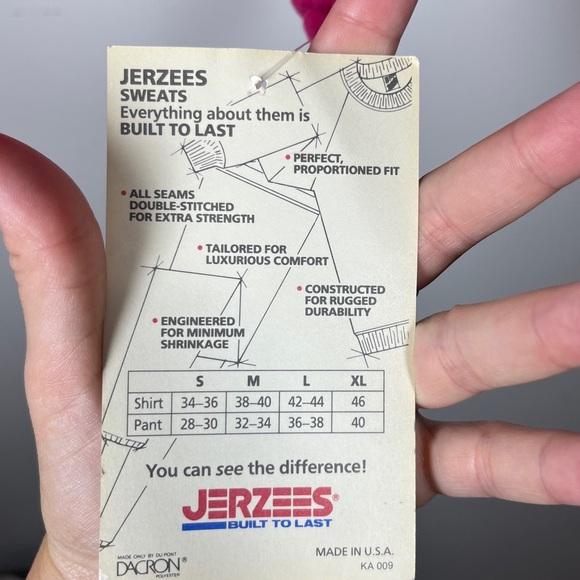 JERZEES
SWEATS
Everything about them is
BUILT TO LAST
• PERFECT,
PROPORTIONED FIT
• ALL SEAMS
DOUBLE-STITCHED
FOR EXTRA STRENGTH
• TAILORED FOR
LUXURIOUS COMFORT
• CONSTRUCTED
FOR RUGGED
DURABILITY
• ENGINEERED
FOR MINIMUM
SHRINKAGE
S M L XL
Shirt 34–36 38–40 42–44 46
Pant 28–30 32–34 36–38 40
You can see the difference!
JERZEES®
BUILT TO LAST
MADE ONLY BY DU PONT
DACRON®
POLYESTER
MADE IN U.S.A.
KA 009